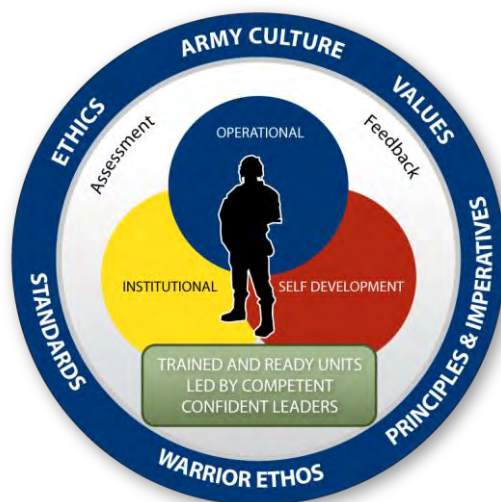 ARMY CULTURE
ETHICS
VALUES
Assessment
Feedback
OPERATIONAL
INSTITUTIONAL
SELF DEVELOPMENT
STANDARDS
PRINCIPLES & IMPERATIVES
TRAINED AND READY UNITS
LED BY COMPETENT
CONFIDENT LEADERS
WARRIOR ETHOS